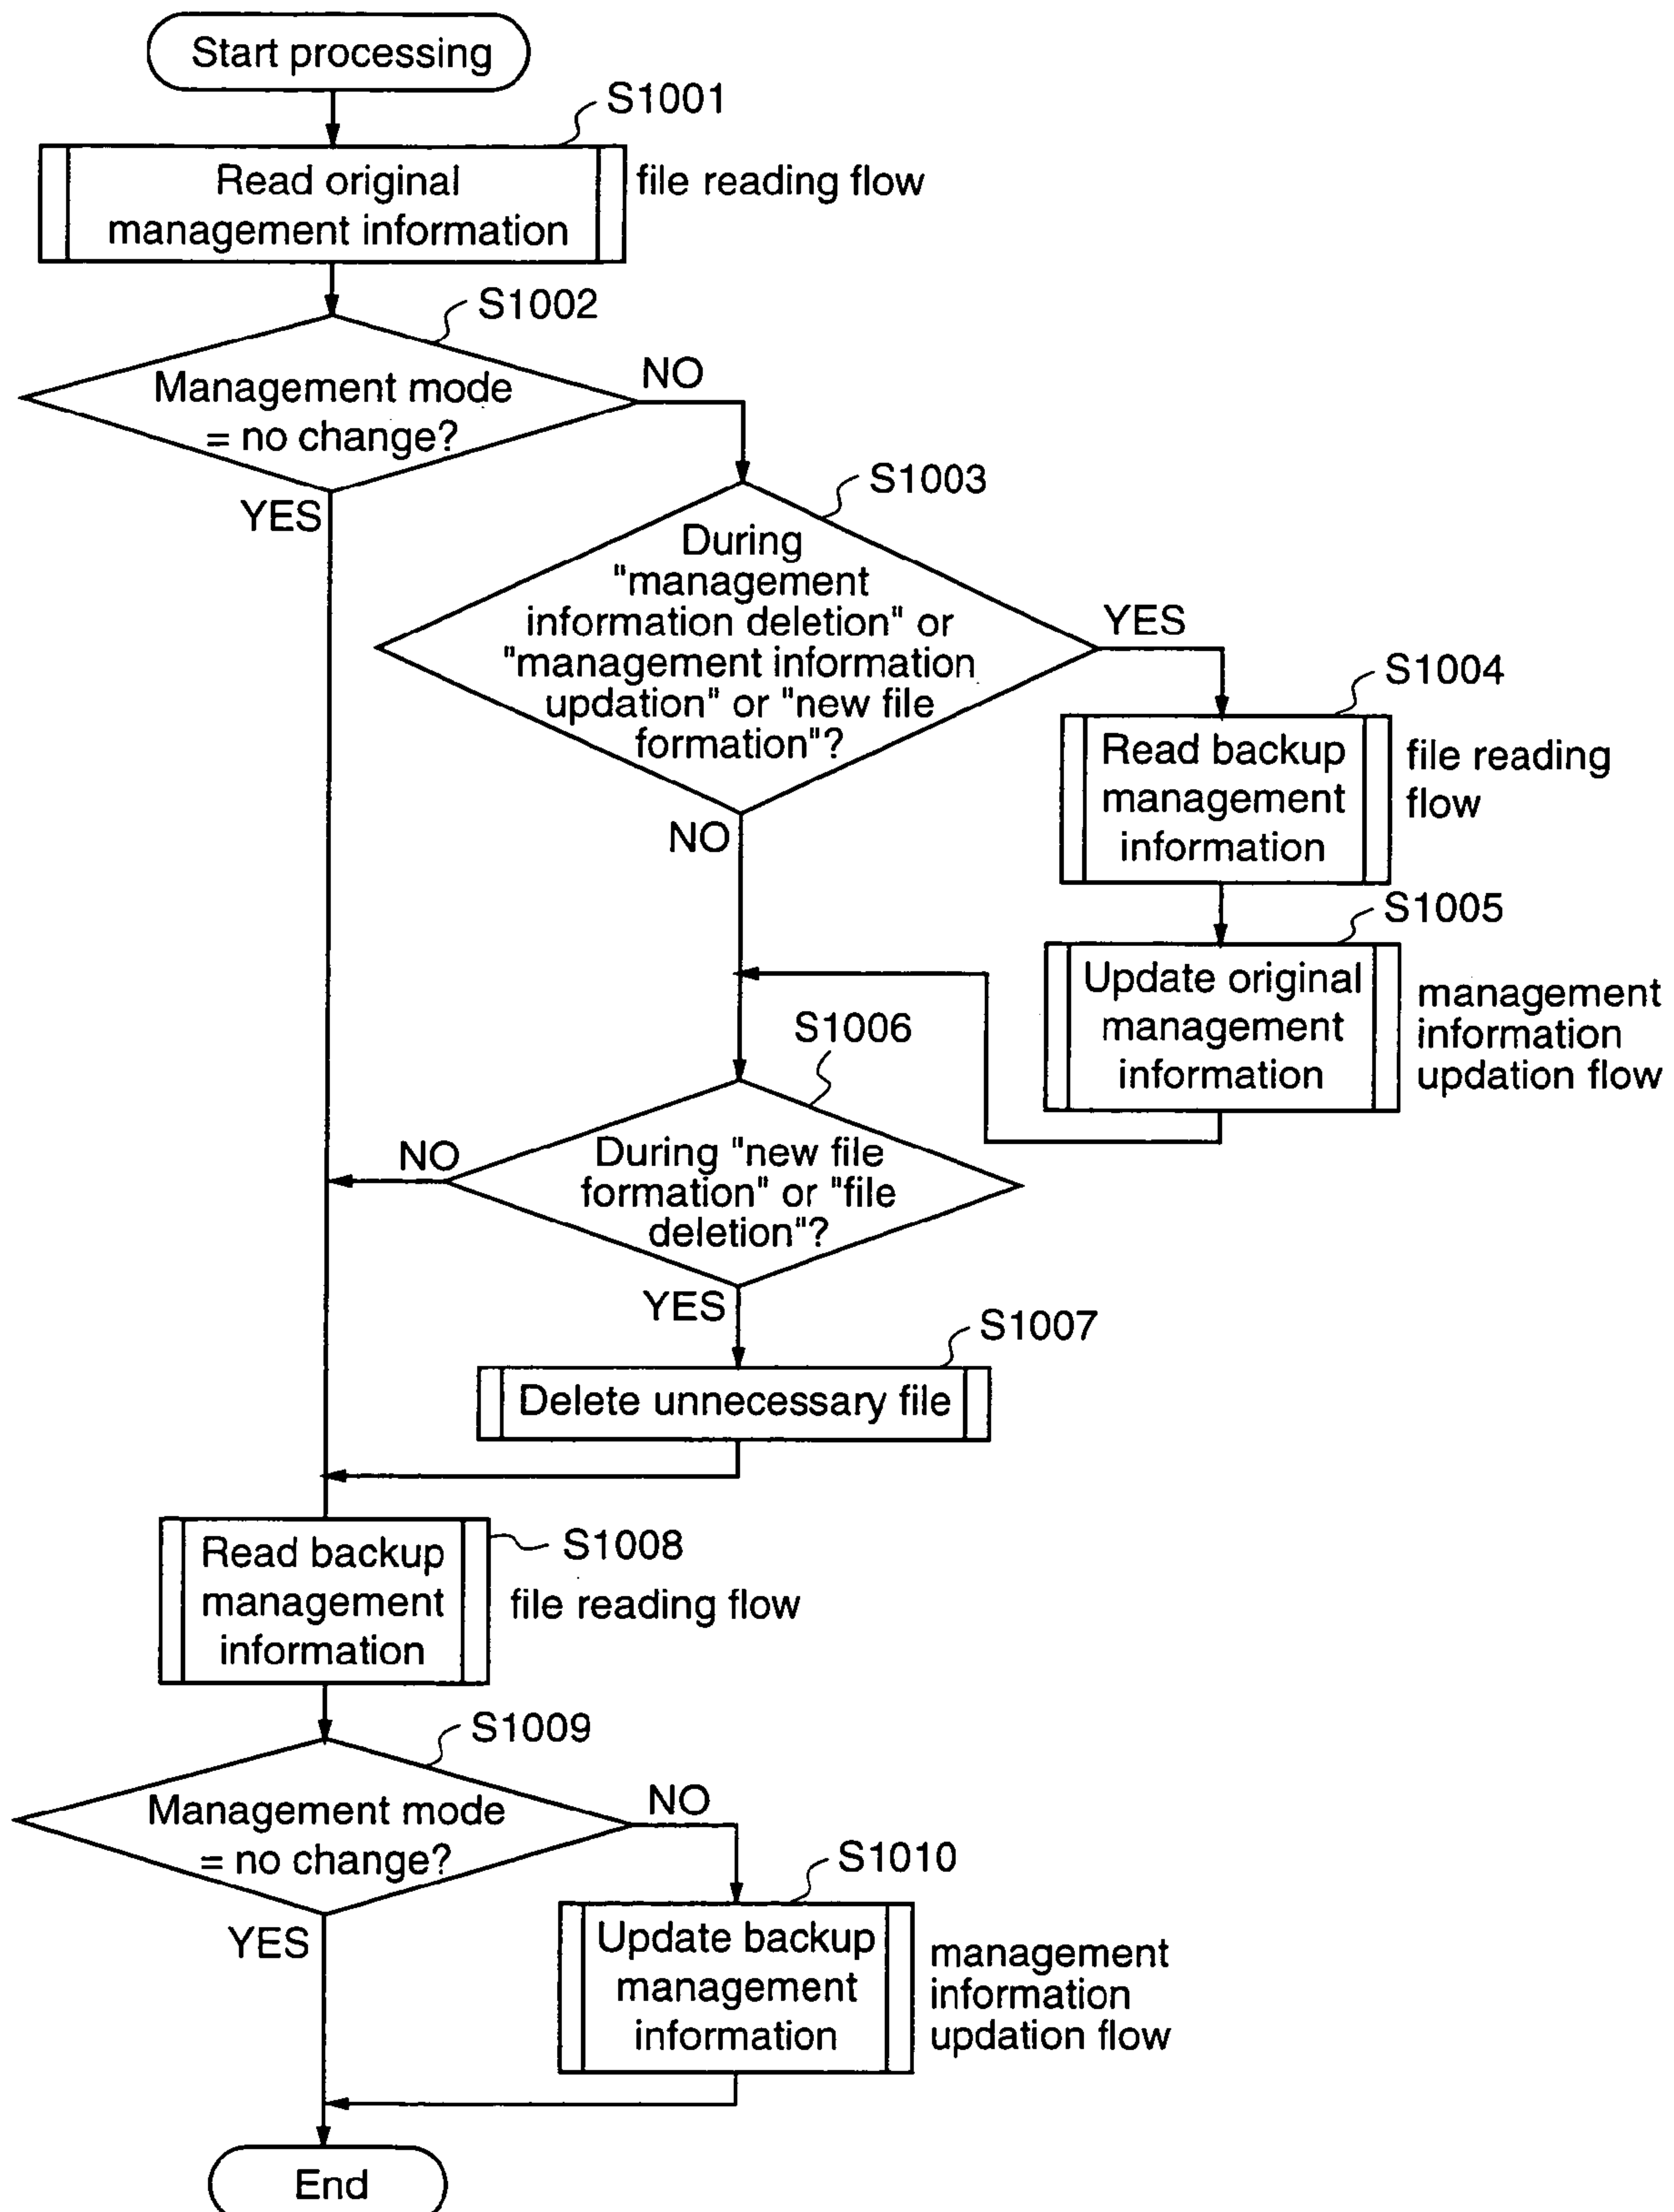 Start processing
S1001
Read original
management information
file reading flow
S1002
Management mode
= no change?
NO
YES
S1003
During
"management
information deletion" or
"management information
updation" or "new file
formation"?
YES
NO
S1004
Read backup
management
information
file reading
flow
S1005
Update original
management
information
management
information
updation flow
S1006
During "new file
formation" or "file
deletion"?
NO
YES
S1007
Delete unnecessary file
S1008
Read backup
management
information
file reading flow
S1009
Management mode
= no change?
NO
YES
S1010
Update backup
management
information
management
information
updation flow
End